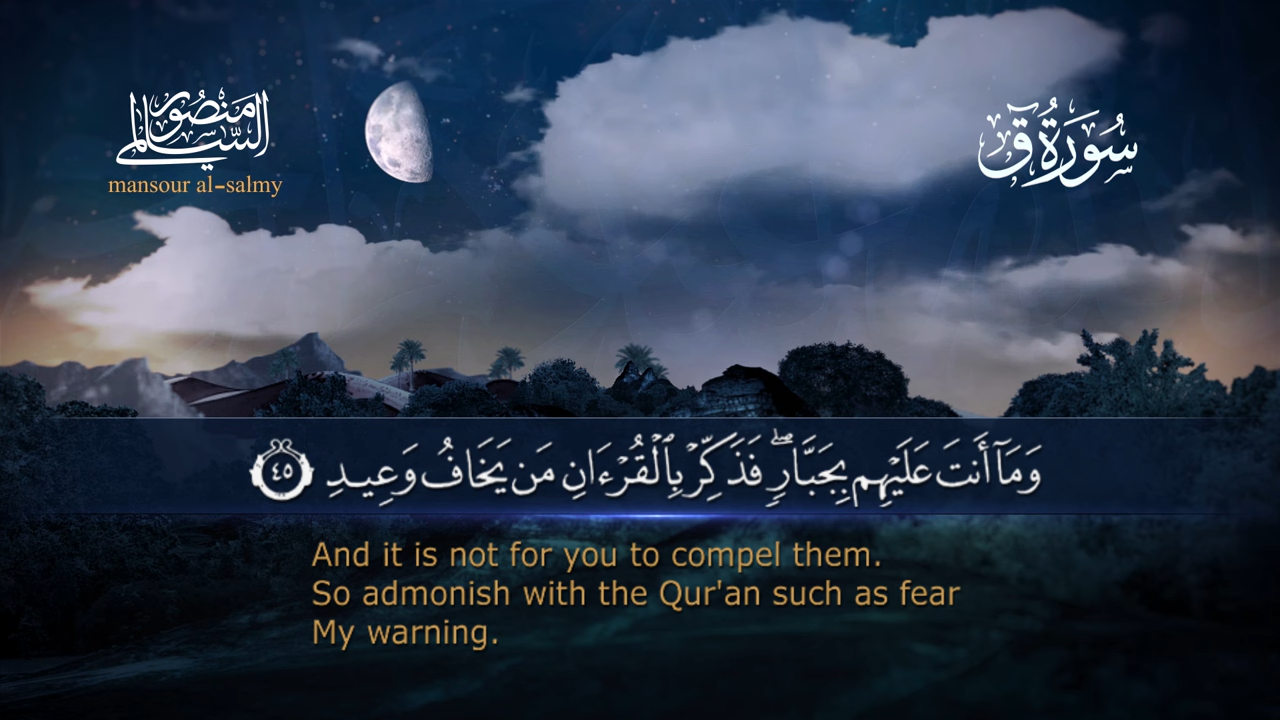 منصور
السالمي
mansour al-salmy
سُورَةُ قٓ
وَمَآ أَنتَ عَلَيْهِم بِجَبَّارٍۖ فَذَكِّرْ بِٱلْقُرْءَانِ مَن يَخَافُ وَعِيدِ ٤٥
And it is not for you to compel them.
So admonish with the Qur'an such as fear
My warning.